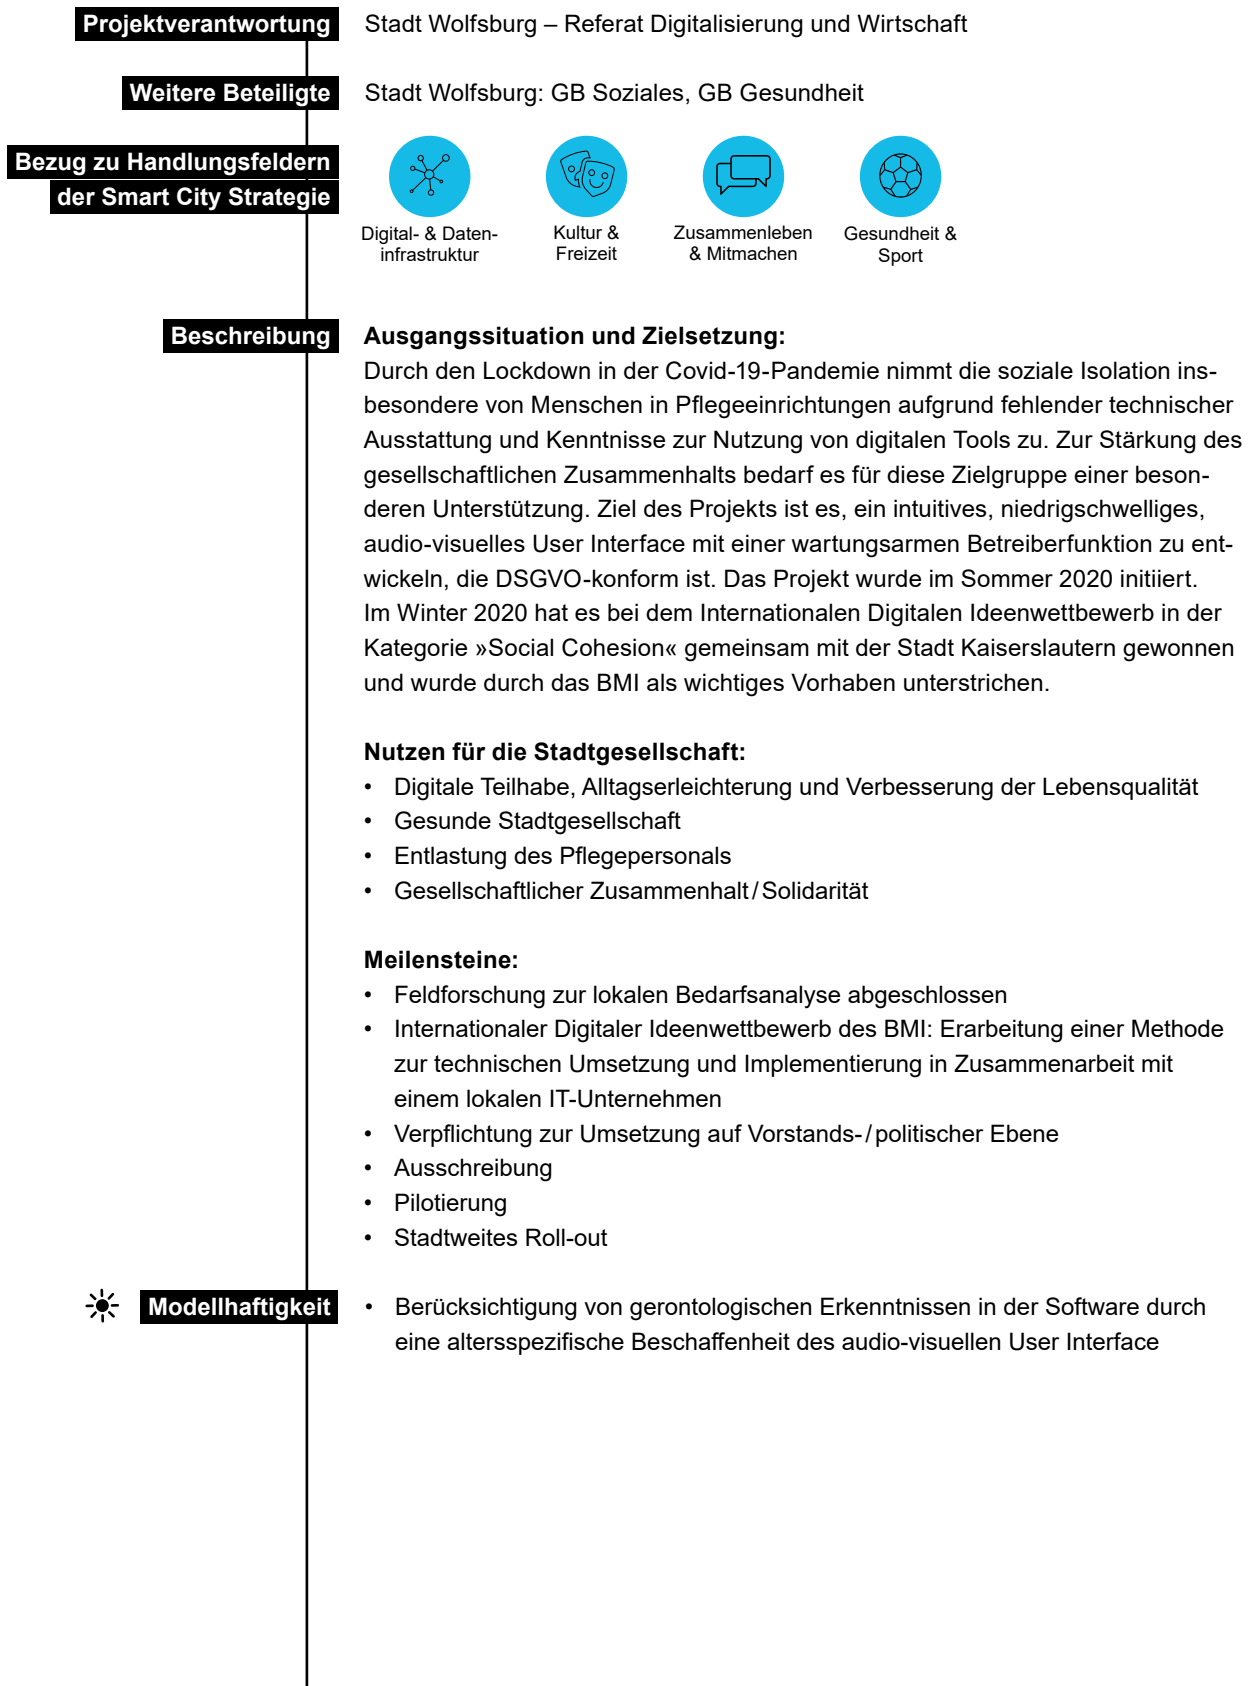 Projektverantwortung
Stadt Wolfsburg – Referat Digitalisierung und Wirtschaft
Weitere Beteiligte
Stadt Wolfsburg: GB Soziales, GB Gesundheit
Bezug zu Handlungsfeldern
der Smart City Strategie
Digital- & Daten-
infrastruktur
Kultur &
Freizeit
Zusammenleben
& Mitmachen
Gesundheit &
Sport
Beschreibung
Ausgangssituation und Zielsetzung:
Durch den Lockdown in der Covid-19-Pandemie nimmt die soziale Isolation ins-
besondere von Menschen in Pflegeeinrichtungen aufgrund fehlender technischer
Ausstattung und Kenntnisse zur Nutzung von digitalen Tools zu. Zur Stärkung des
gesellschaftlichen Zusammenhalts bedarf es für diese Zielgruppe einer beson-
deren Unterstützung. Ziel des Projekts ist es, ein intuitives, niedrigschwelliges,
audio-visuelles User Interface mit einer wartungsarmen Betreiberfunktion zu ent-
wickeln, die DSGVO-konform ist. Das Projekt wurde im Sommer 2020 initiiert.
Im Winter 2020 hat es bei dem Internationalen Digitalen Ideenwettbewerb in der
Kategorie »Social Cohesion« gemeinsam mit der Stadt Kaiserslautern gewonnen
und wurde durch das BMI als wichtiges Vorhaben unterstrichen.
Nutzen für die Stadtgesellschaft:
• Digitale Teilhabe, Alltagserleichterung und Verbesserung der Lebensqualität
• Gesunde Stadtgesellschaft
• Entlastung des Pflegepersonals
• Gesellschaftlicher Zusammenhalt / Solidarität
Meilensteine:
• Feldforschung zur lokalen Bedarfsanalyse abgeschlossen
• Internationaler Digitaler Ideenwettbewerb des BMI: Erarbeitung einer Methode
zur technischen Umsetzung und Implementierung in Zusammenarbeit mit
einem lokalen IT-Unternehmen
• Verpflichtung zur Umsetzung auf Vorstands- / politischer Ebene
• Ausschreibung
• Pilotierung
• Stadtweites Roll-out
Modellhaftigkeit
• Berücksichtigung von gerontologischen Erkenntnissen in der Software durch
eine altersspezifische Beschaffenheit des audio-visuellen User Interface